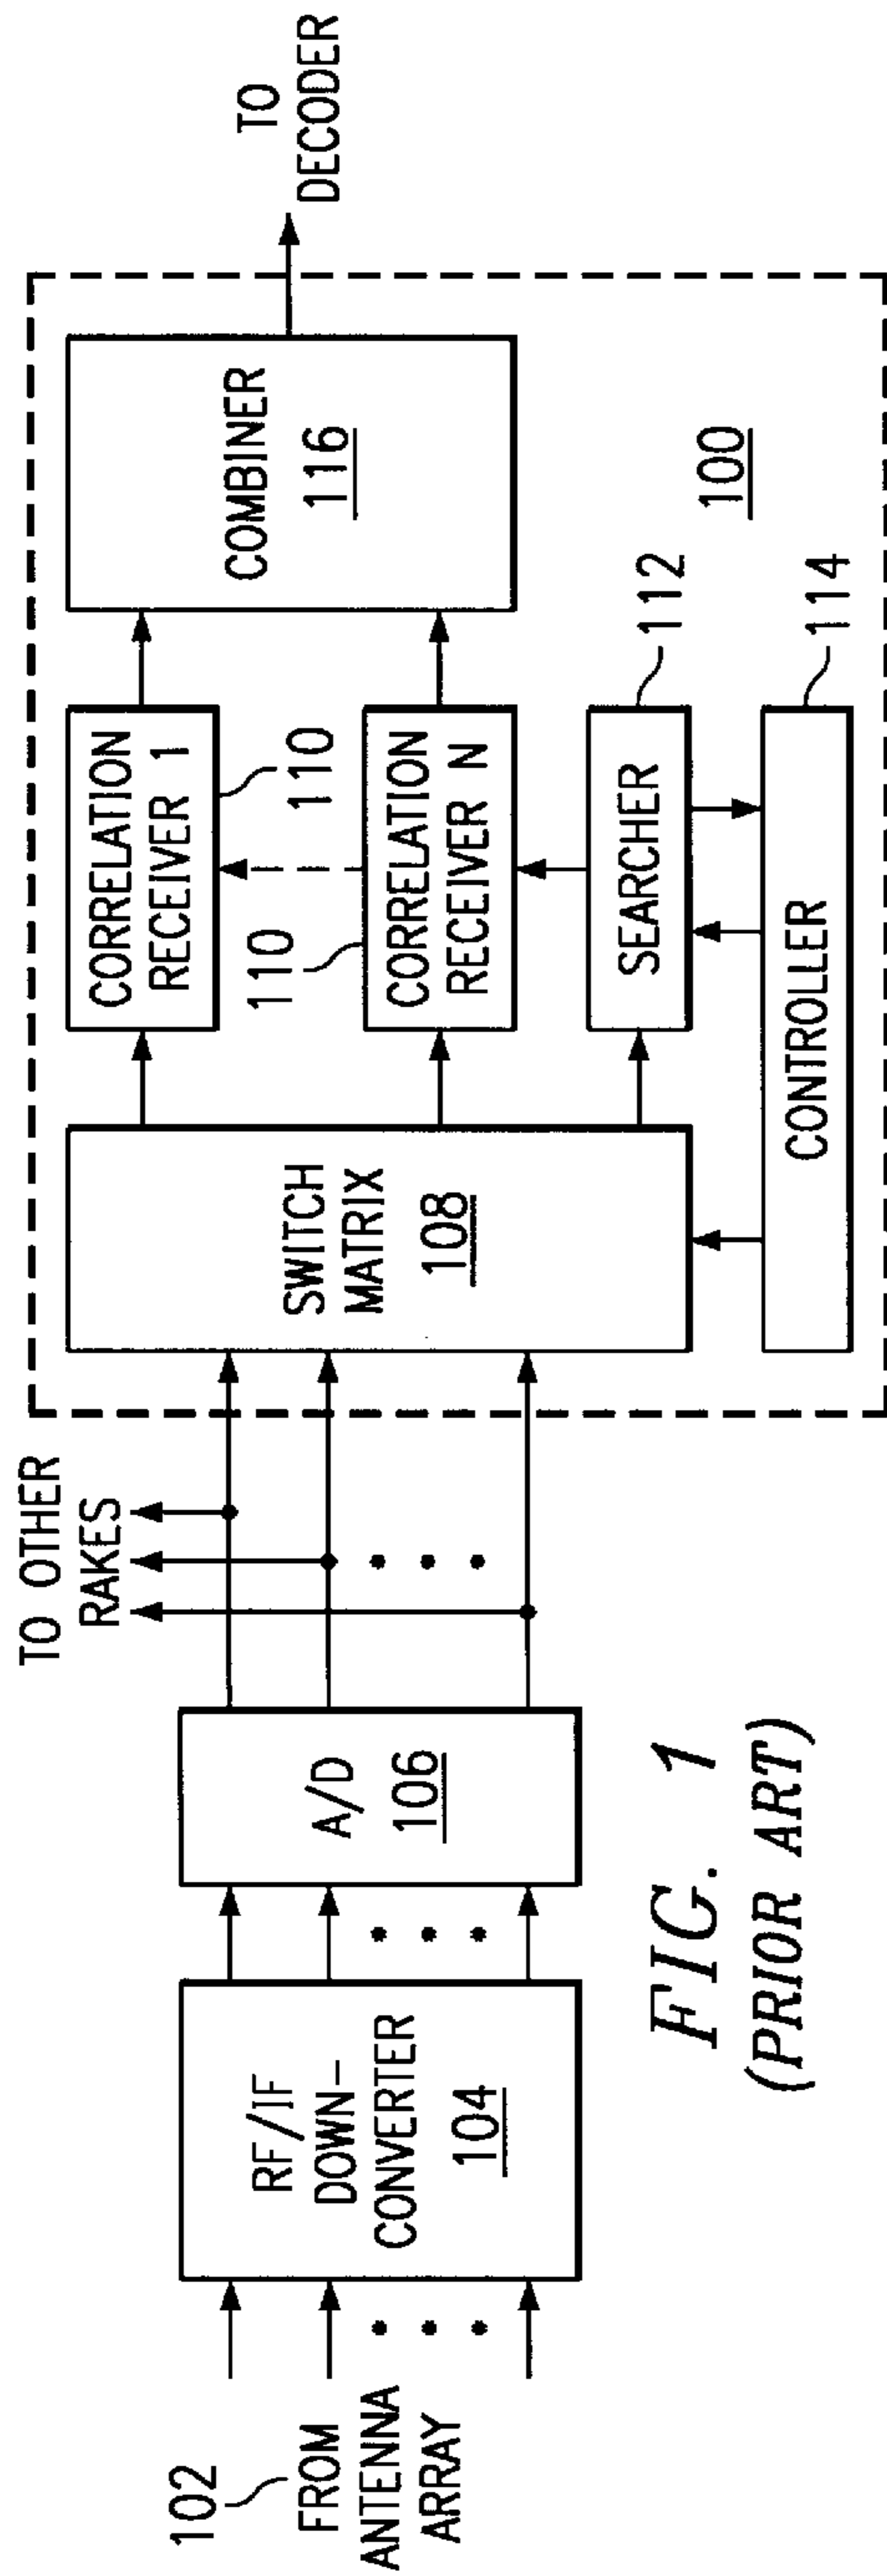 102
FROM
ANTENNA
ARRAY
RF/IF
DOWN-
CONVERTER
104
A/D
106
TO OTHER
RAKES
SWITCH
MATRIX
108
CORRELATION
RECEIVER 1
110
110
CORRELATION
RECEIVER N
SEARCHER
112
CONTROLLER
114
COMBINER
116
100
TO
DECODER
FIG. 1
(PRIOR ART)